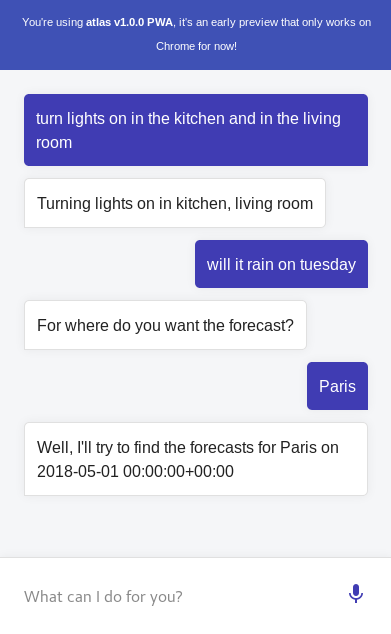 You're using atlas v1.0.0 PWA, it's an early preview that only works on
Chrome for now!
turn lights on in the kitchen and in the living
room
Turning lights on in kitchen, living room
will it rain on tuesday
For where do you want the forecast?
Paris
Well, I'll try to find the forecasts for Paris on
2018-05-01 00:00:00+00:00
What can I do for you?